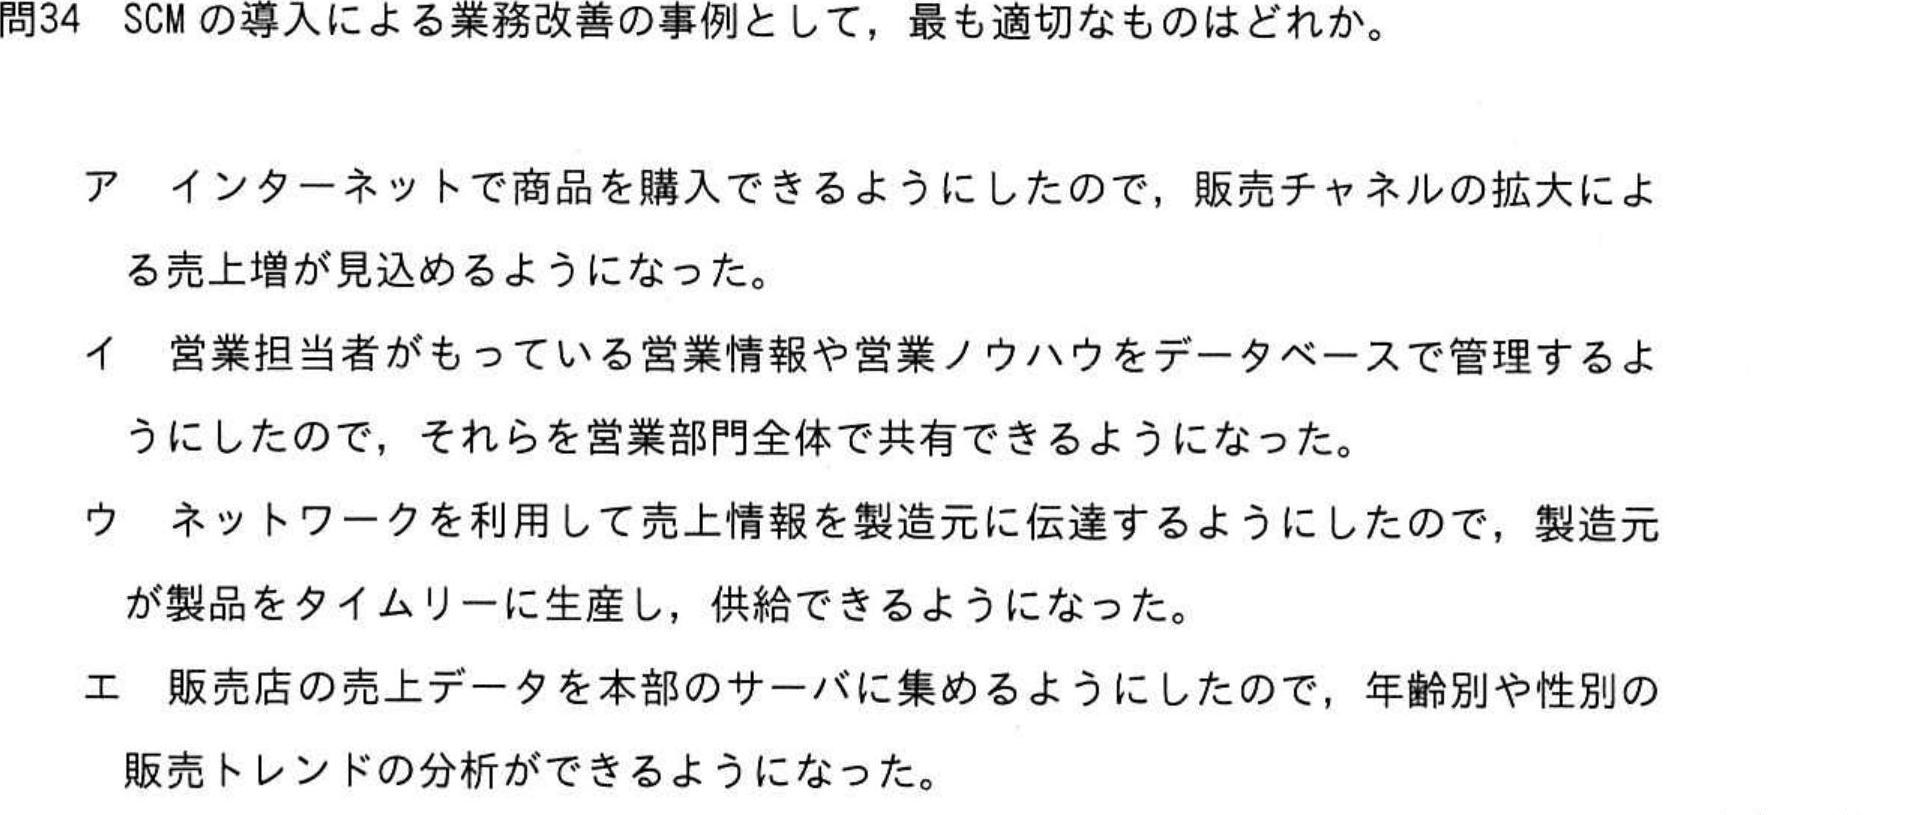 問34 SCMの導入による業務改善の事例として，最も適切なものはどれか。
ア インターネットで商品を購入できるようにしたので，販売チャネルの拡大によ
る売上増が見込めるようになった。
イ 営業担当者がもっている営業情報や営業ノウハウをデータベースで管理するよ
うにしたので，それらを営業部門全体で共有できるようになった。
ウ ネットワークを利用して売上情報を製造元に伝達するようにしたので，製造元
が製品をタイムリーに生産し，供給できるようになった。
エ 販売店の売上データを本部のサーバに集めるようにしたので，年齢別や性別の
販売トレンドの分析ができるようになった。